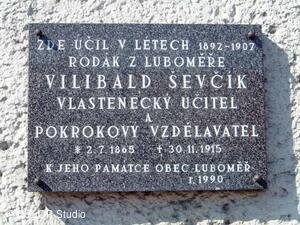 ZDE UČIL V LETECH 1892-1907
RODÁK Z LUBOMĚŘE
VILIBALD ŠEVČÍK
VLASTENECKÝ UČITEL
A
POKROKOVÝ VZDĚLAVATEL
* 2.7.1865 + 30.11.1915
K JEHO PAMÁTCE OBEC LUBOMĚŘ
r. 1990
Studio